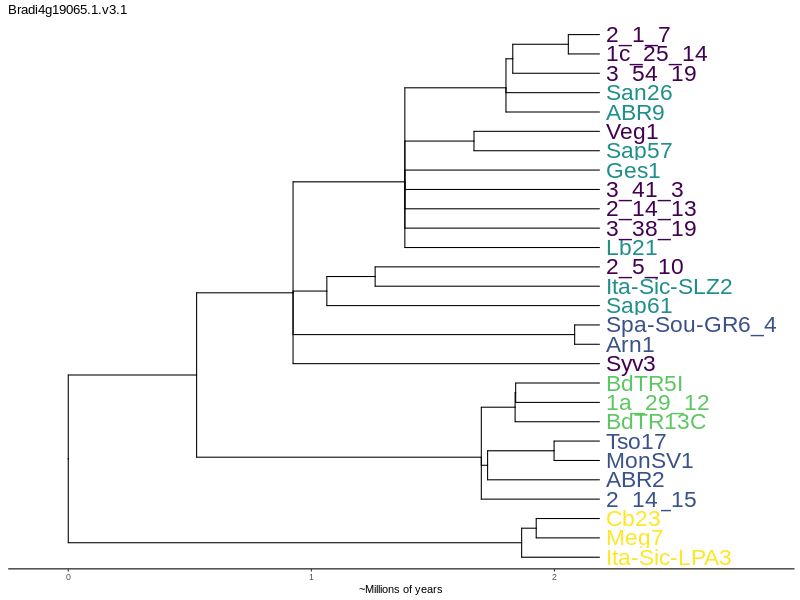 Bradi4g19065.1.v3.1
2_1_7
1c_25_14
3_54_19
San26
ABR9
Veg1
Sap57
Ges1
3_41_3
2_14_13
3_38_19
Lb21
2_5_10
Ita-Sic-SLZ2
Sap61
Spa-Sou-GR6_4
Arn1
Syv3
BdTR5I
1a_29_12
BdTR13C
Tso17
MonSV1
ABR2
2_14_15
Cb23
Meg7
Ita-Sic-LPA3
0 1 2
~Millions of years